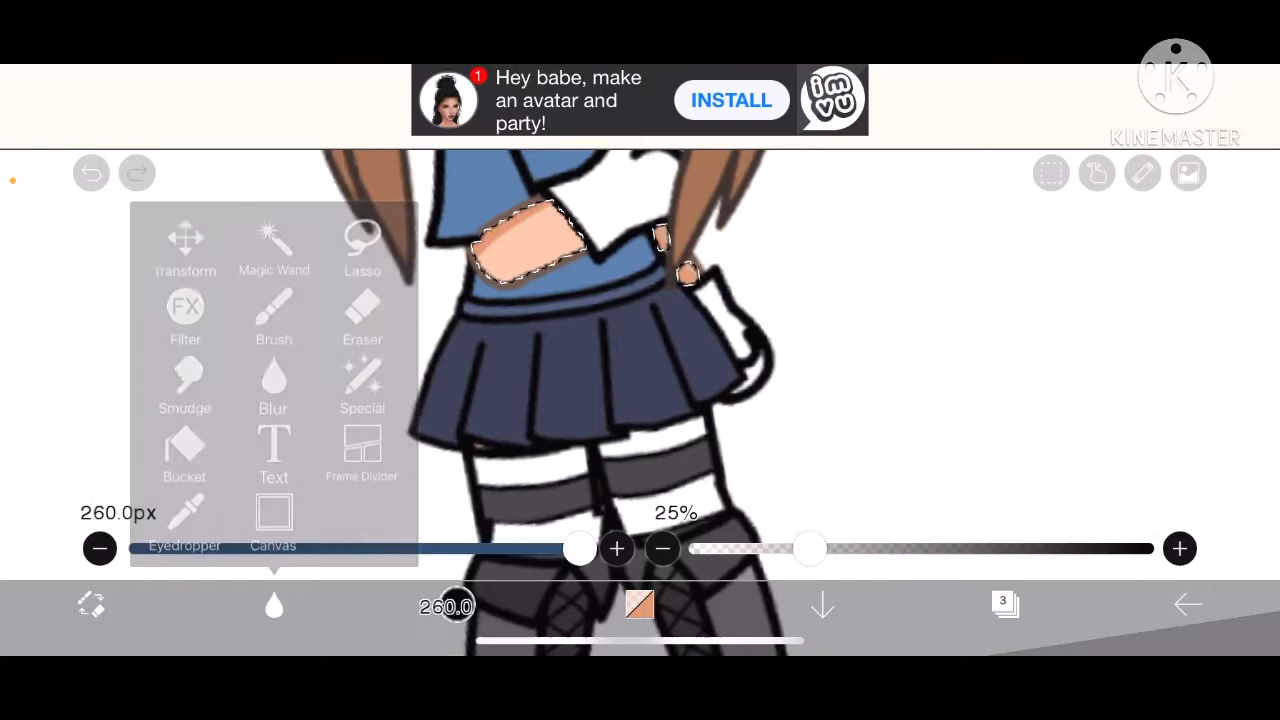 1
Hey babe, make
an avatar and
party!
INSTALL
imvu
K
KINEMASTER
Transform
Magic Wand
Lasso
FX
Filter
Brush
Eraser
Smudge
Blur
Special
Bucket
T
Text
Frame Divider
Eyedropper
Canvas
260.0px
25%
260.0
3